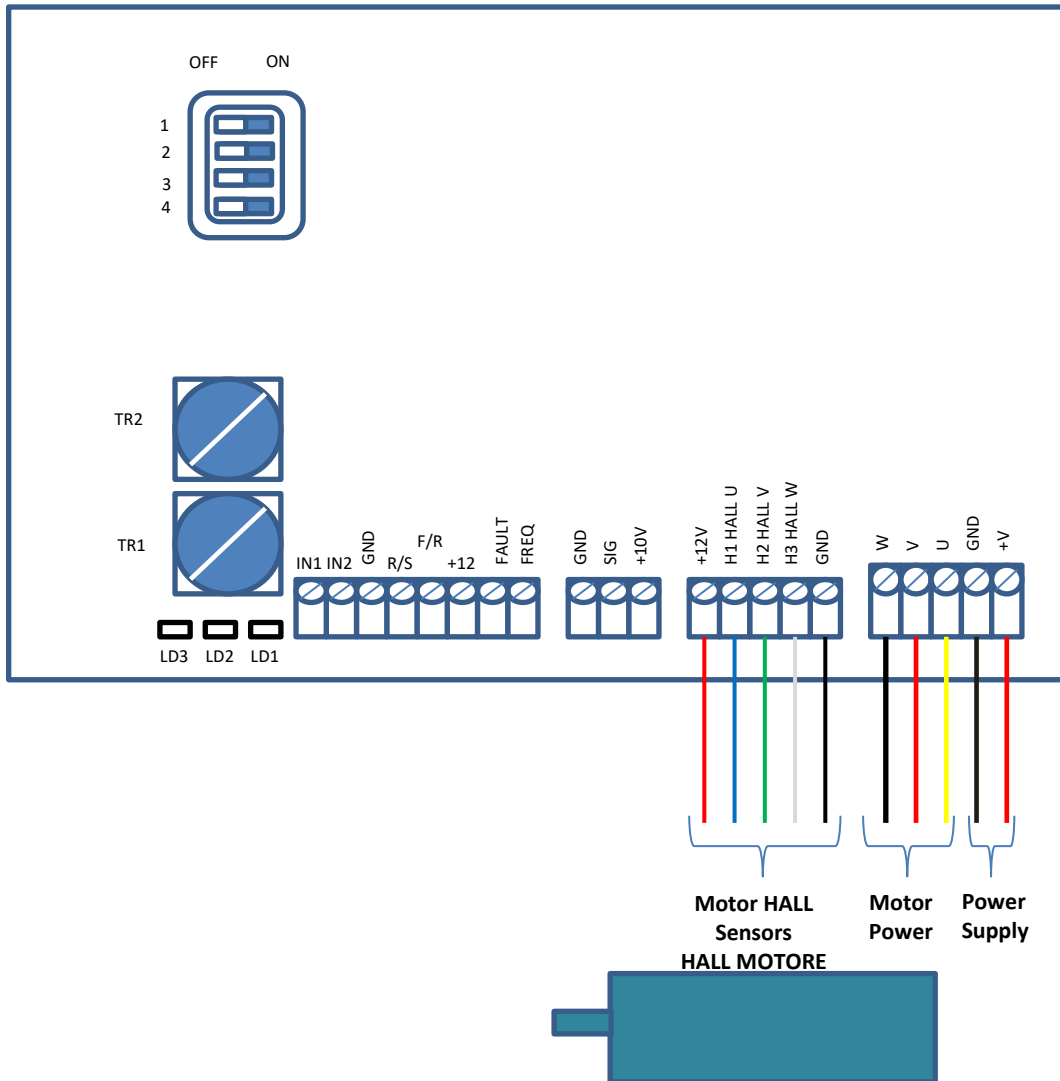 OFF ON
1
2
3
4
TR2
TR1
LD3 LD2 LD1
IN1 IN2 GND R/S F/R +12 FAULT FREQ
GND SIG +10V
+12V H1 HALL U H2 HALL V H3 HALL W GND
W V U GND +V
Motor HALL
Sensors
HALL MOTORE
Motor
Power
Power
Supply